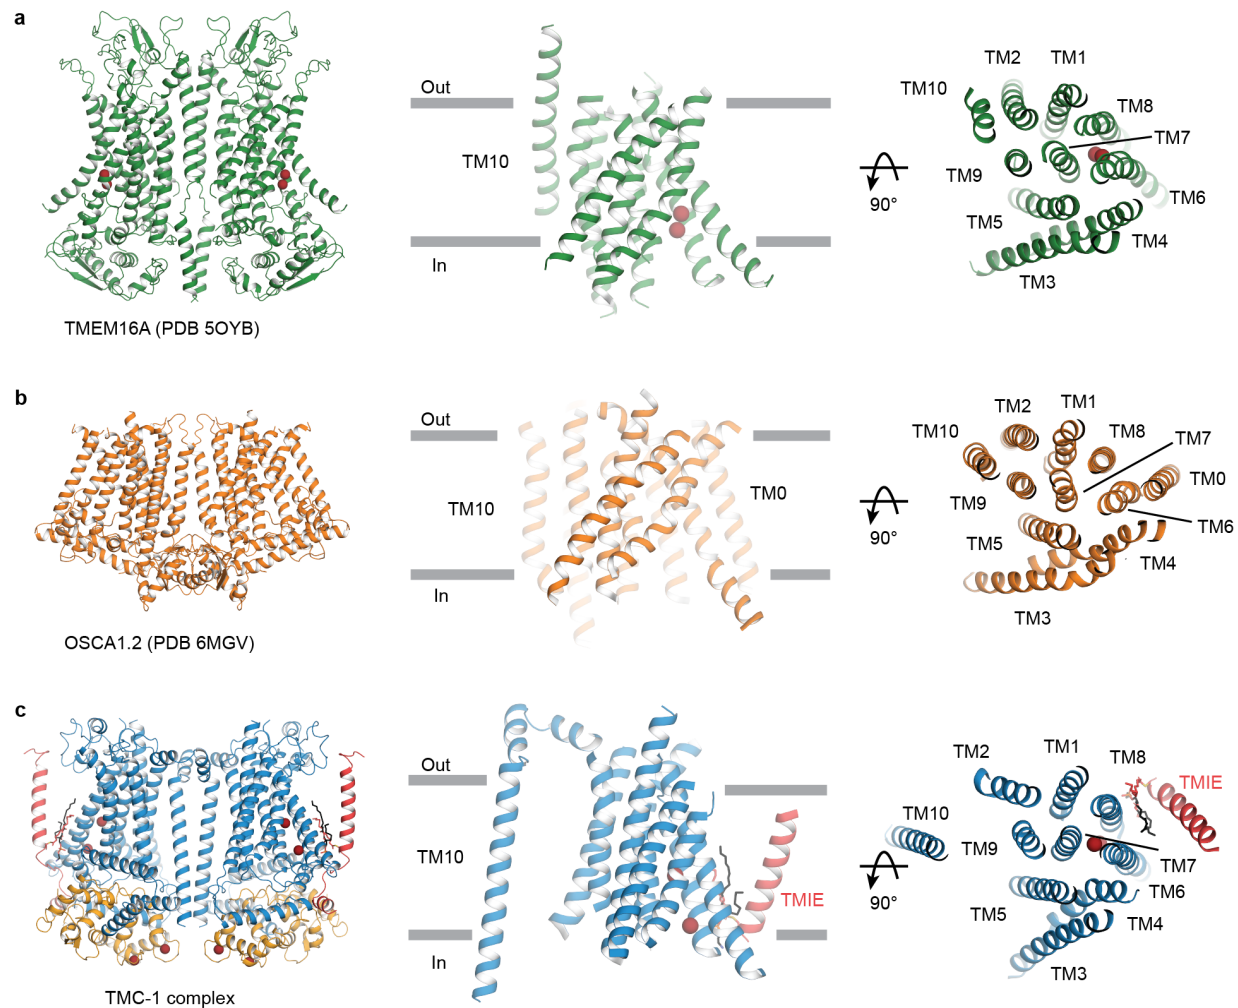 a
Out
TM10
In
90°
TM2
TM1
TM10
TM8
TM7
TM9
TM6
TM5
TM4
TM3
TMEM16A (PDB 5OYB)
b
Out
TM10
TM0
In
90°
TM2
TM1
TM10
TM8
TM7
TM0
TM9
TM6
TM5
TM4
TM3
OSCA1.2 (PDB 6MGV)
c
Out
TM10
TMIE
In
90°
TM2
TM1
TM8
TMIE
TM10
TM9
TM7
TM6
TM5
TM4
TM3
TMC-1 complex